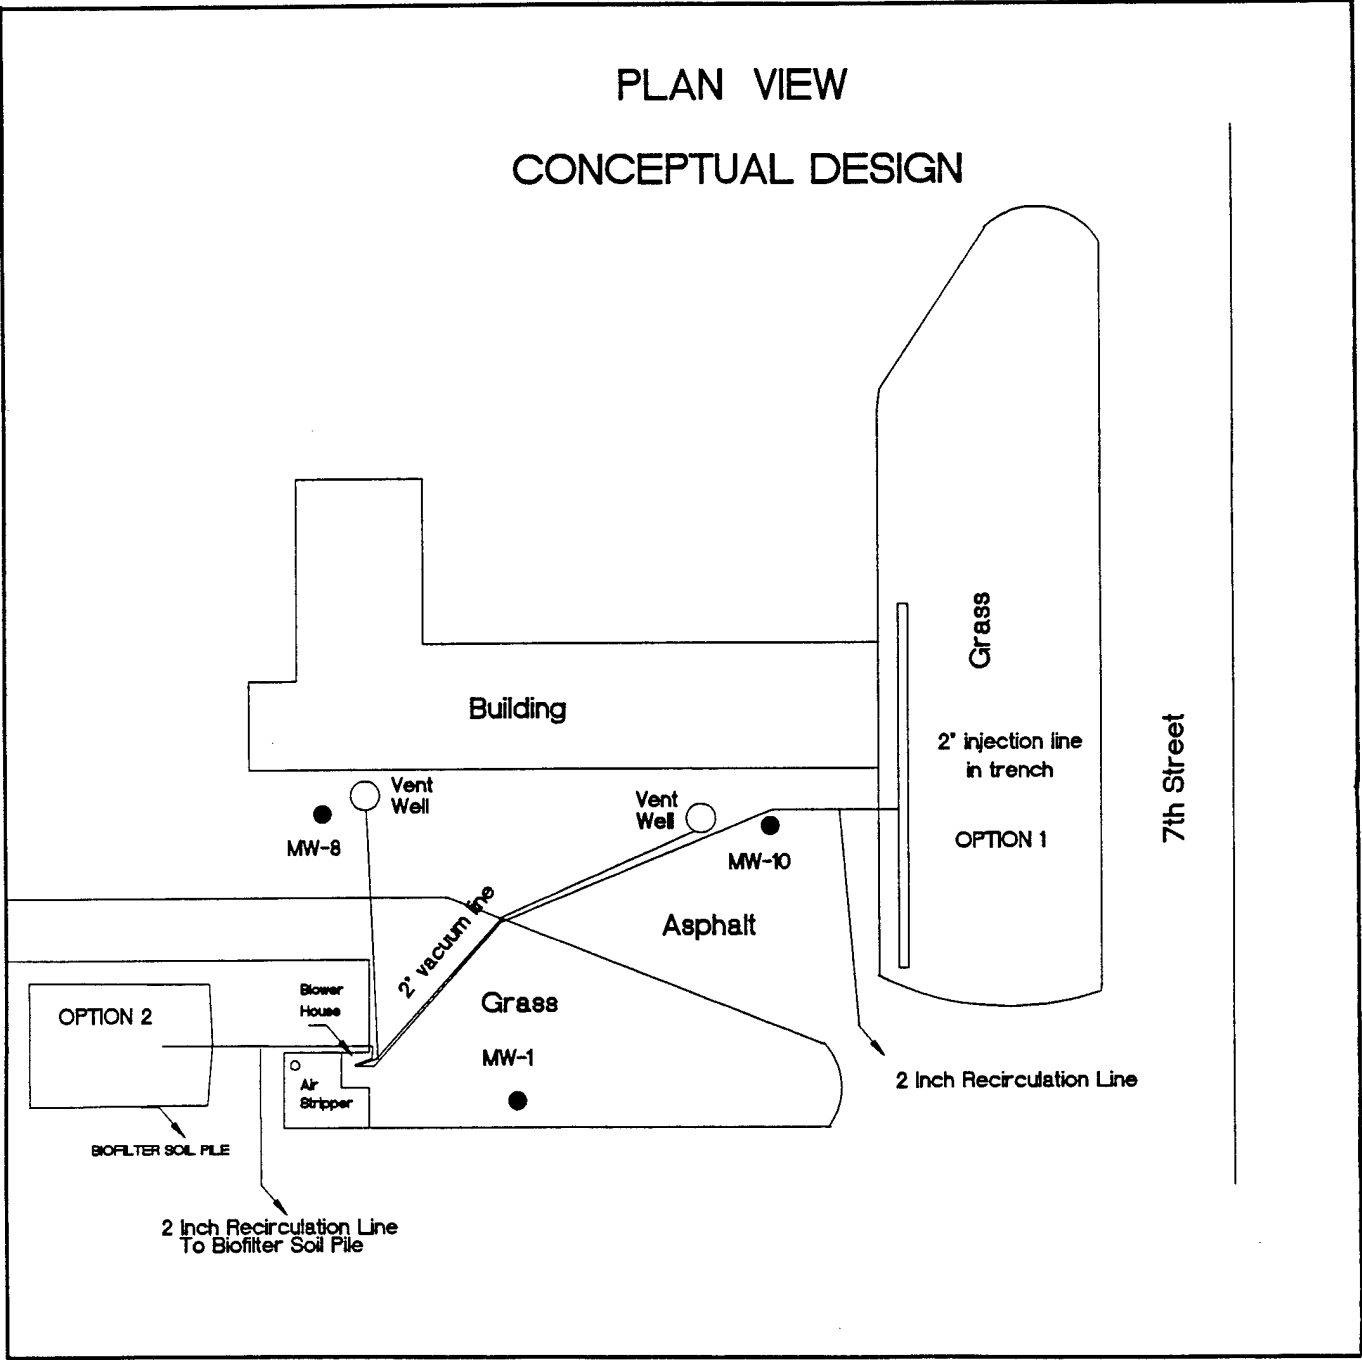 PLAN VIEW
CONCEPTUAL DESIGN
Grass
Building
2" injection line
in trench
7th Street
Vent
Well
Vent
Well
MW-8
OPTION 1
MW-10
2" vacuum line
Asphalt
Blower
House
Grass
OPTION 2
MW-1
Air
Stripper
2 Inch Recirculation Line
BIOFILTER SOIL PILE
2 Inch Recirculation Line
To Biofilter Soil Pile